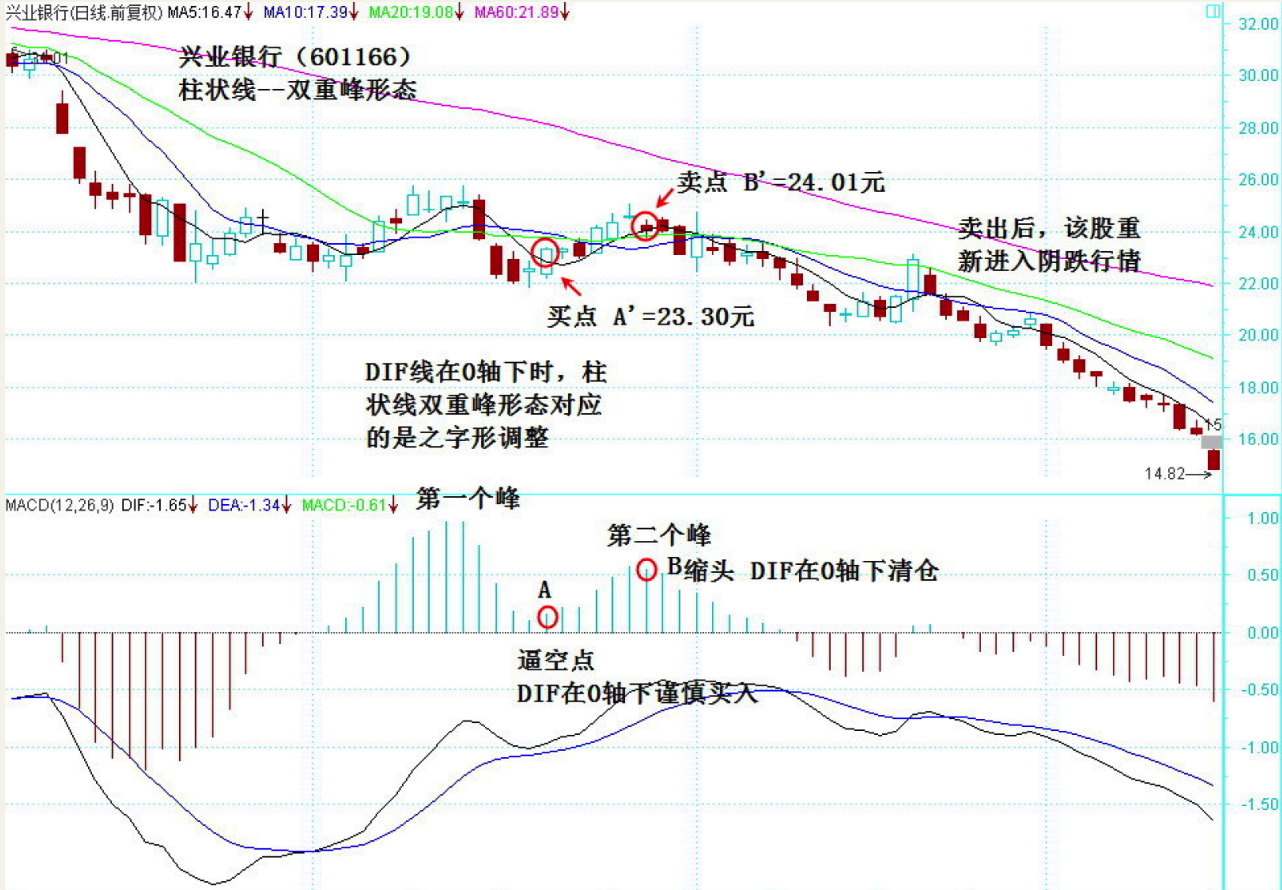 兴业银行(日线.前复权) MA5:16.47↓ MA10:17.39↓ MA20:19.08↓ MA60:21.89↓
32.00
兴业银行（601166）
柱状线--双重峰形态
30.00
28.00
26.00
卖点 B'=24.01元
24.00
卖出后，该股重
新进入阴跌行情
22.00
买点 A'=23.30元
20.00
DIF线在0轴下时，柱
状线双重峰形态对应
的是之字形调整
18.00
16.00
14.82→
MACD(12,26,9) DIF:-1.65↓ DEA:-1.34↓ MACD:-0.61↓
第一个峰
1.00
第二个峰
B缩头 DIF在0轴下清仓
0.50
A
0.00
逼空点
DIF在0轴下谨慎买入
-0.50
-1.00
-1.50